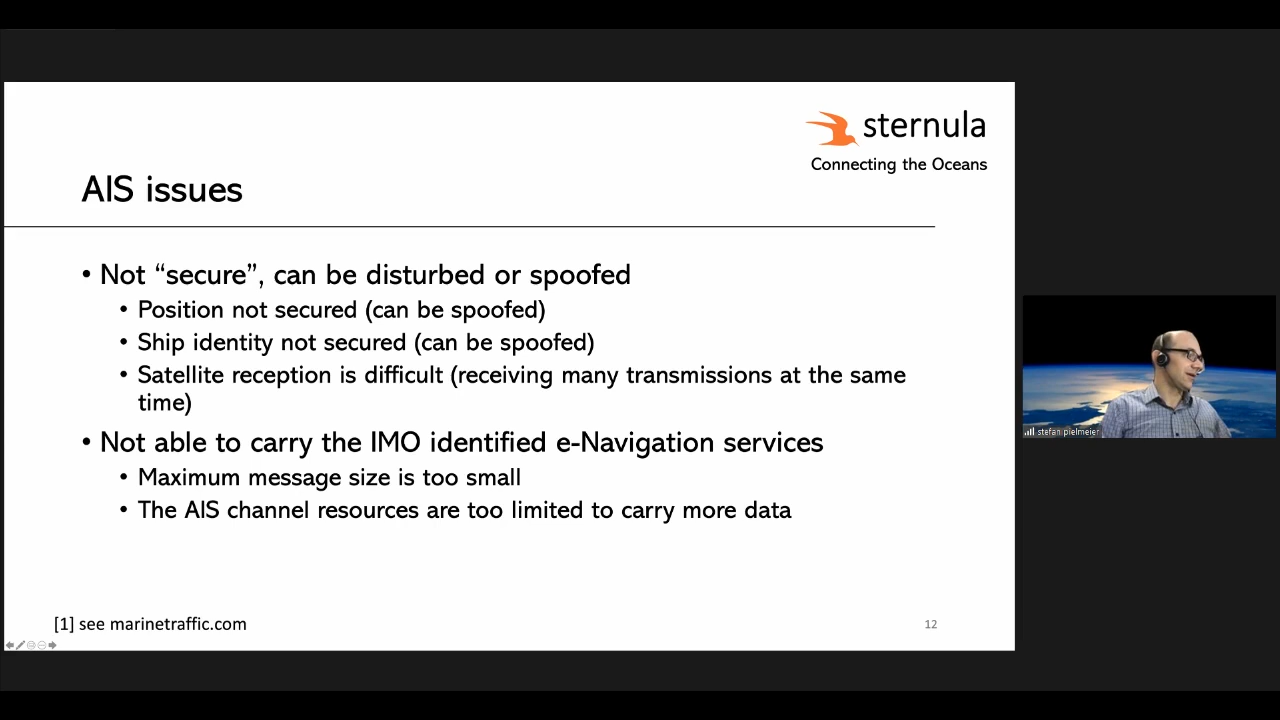 sternula
Connecting the Oceans
AIS issues
• Not “secure”, can be disturbed or spoofed
• Position not secured (can be spoofed)
• Ship identity not secured (can be spoofed)
• Satellite reception is difficult (receiving many transmissions at the same
time)
• Not able to carry the IMO identified e-Navigation services
• Maximum message size is too small
• The AIS channel resources are too limited to carry more data
[1] see marinetraffic.com
12
stefan pielmeier